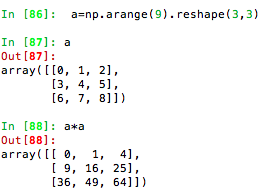 In [86]:  a=np.arange(9).reshape(3,3)
In [87]: a
Out[87]:
array([[0, 1, 2],
       [3, 4, 5],
       [6, 7, 8]])
In [88]: a*a
Out[88]:
array([[ 0,  1,  4],
       [ 9, 16, 25],
       [36, 49, 64]])